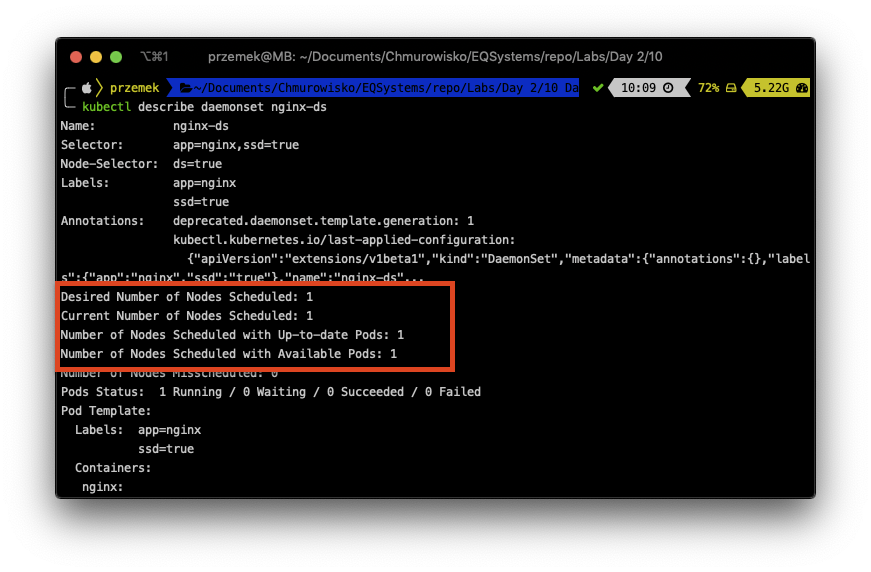 ⌥⌘1 przemek@MB: ~/Documents/Chmurowisko/EQSystems/repo/Labs/Day 2/10
przemek ~/Documents/Chmurowisko/EQSystems/repo/Labs/Day 2/10 Da ✔ 10:09 72% 5.22G
kubectl describe daemonset nginx-ds
Name: nginx-ds
Selector: app=nginx,ssd=true
Node-Selector: ds=true
Labels: app=nginx
ssd=true
Annotations: deprecated.daemonset.template.generation: 1
kubectl.kubernetes.io/last-applied-configuration:
{"apiVersion":"extensions/v1beta1","kind":"DaemonSet","metadata":{"annotations":{},"label
s":{"app":"nginx","ssd":"true"},"name":"nginx-ds"...
Desired Number of Nodes Scheduled: 1
Current Number of Nodes Scheduled: 1
Number of Nodes Scheduled with Up-to-date Pods: 1
Number of Nodes Scheduled with Available Pods: 1
Number of Nodes Misscheduled: 0
Pods Status: 1 Running / 0 Waiting / 0 Succeeded / 0 Failed
Pod Template:
Labels: app=nginx
ssd=true
Containers:
nginx: